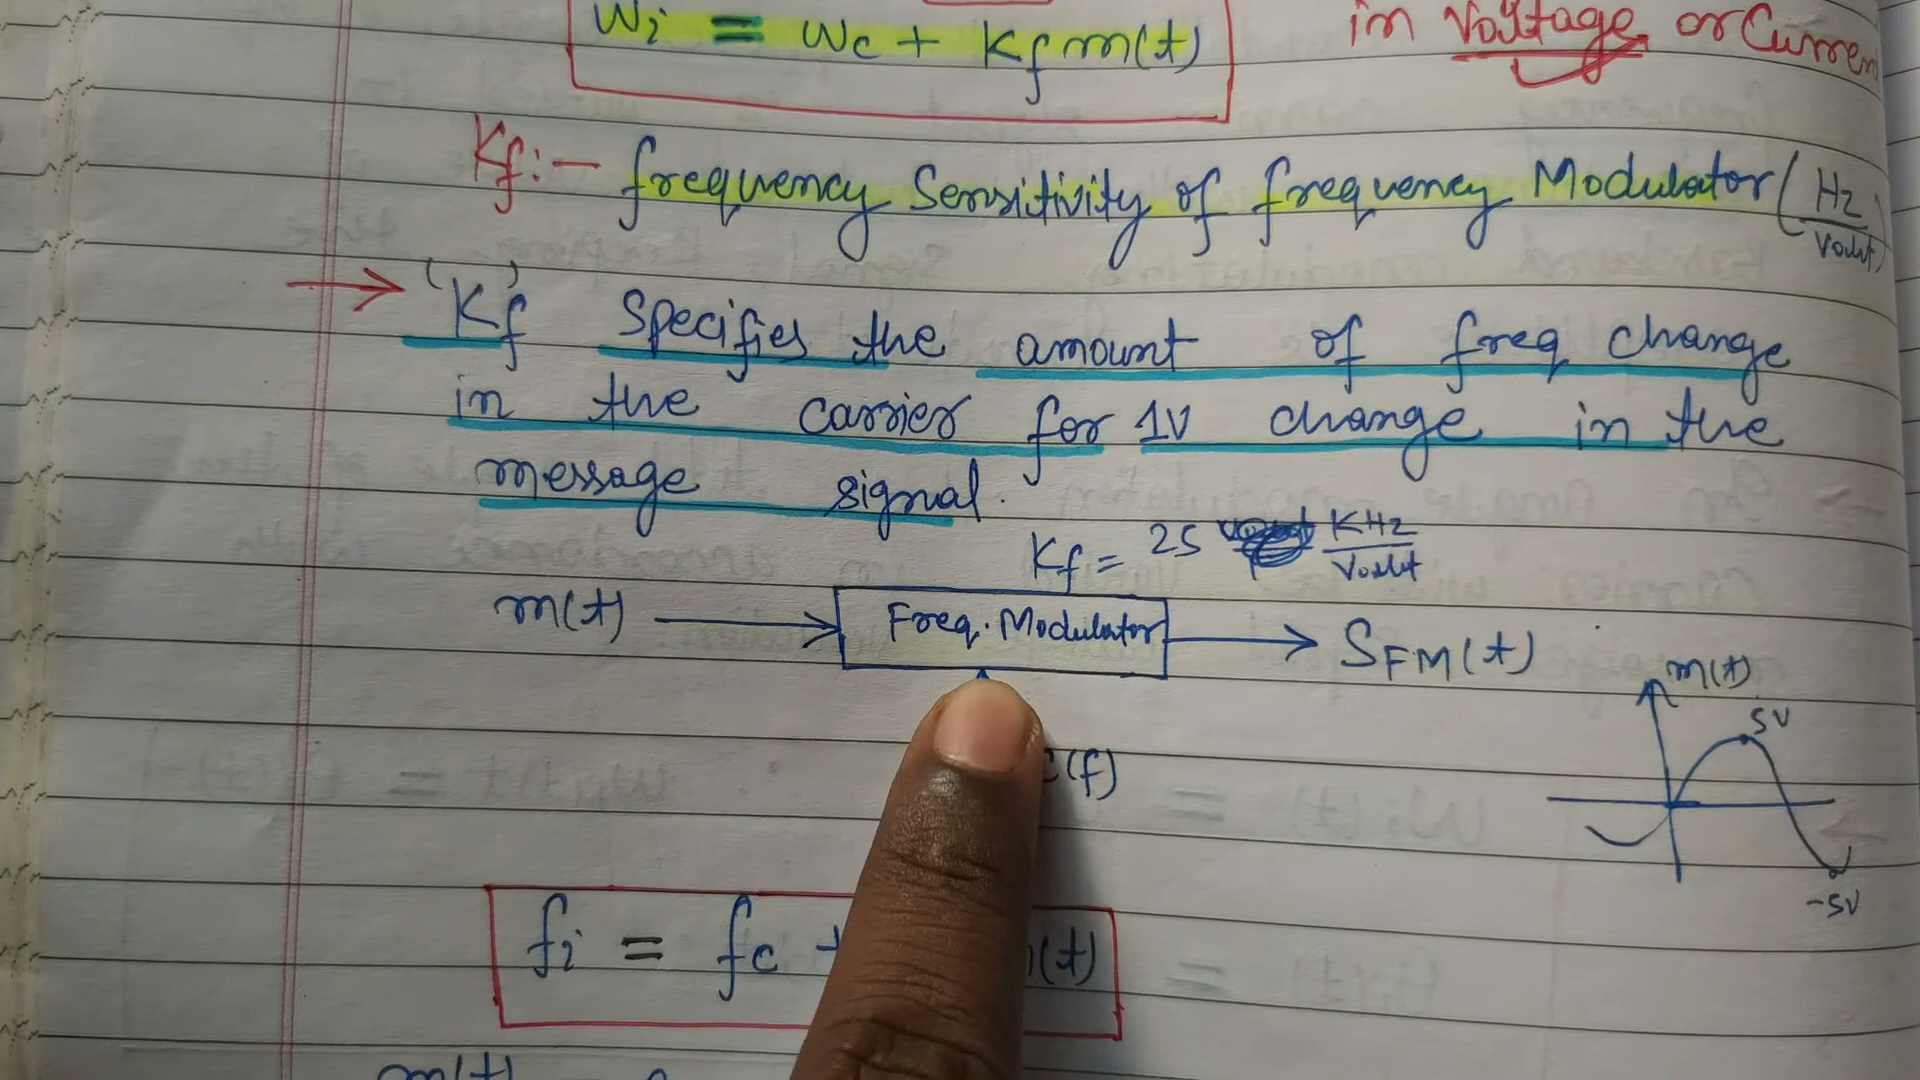 Wi = Wc + Kf m(t)
in Voltage or Curren
Kf:- frequency Sensitivity of frequency Modulator (Hz/Volt)
→ 'Kf' Specifies the amount of freq change
in the carrier for 1V change in the
message signal.
Kf = 25 KHz/Volt
m(t) → Freq. Modulator → SFM(t)
m(t)
5V
-5V
c(f)
fi = fc + (t)
m(t)